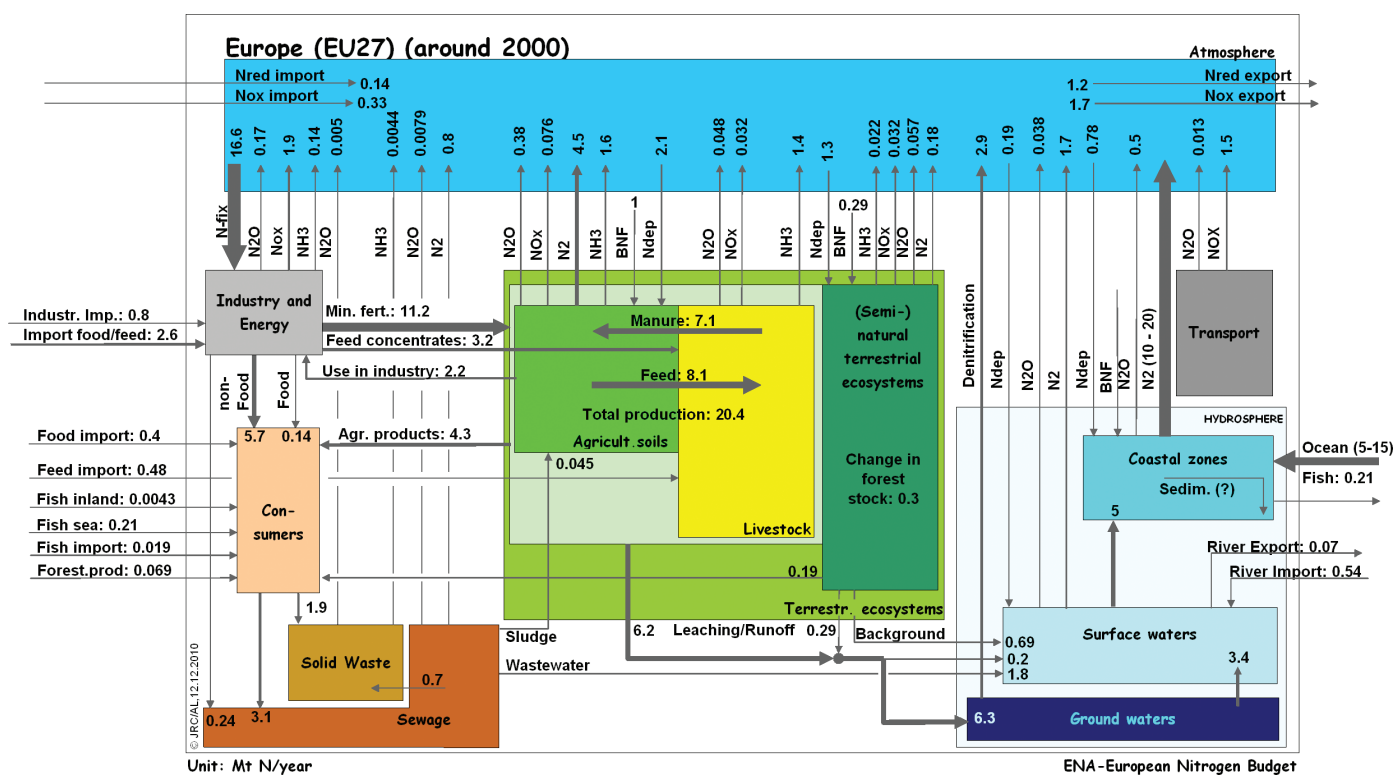 Europe (EU27) (around 2000)
Atmosphere
Nred import
0.14
Nox import
0.33
1.2
Nred export
1.7
Nox export
16.6
0.17
1.9
0.14
0.005
0.0044
0.0079
0.8
0.38
0.076
4.5
1.6
2.1
0.048
0.032
1.4
1.3
0.022
0.032
0.057
0.18
2.9
0.19
0.038
1.7
0.78
0.5
0.013
1.5
N-fix
N2O
Nox
NH3
N2O
NH3
N2O
N2
N2O
NOx
N2
NH3
BNF
1
Ndep
N2O
NOx
NH3
Ndep
BNF
0.29
NH3
NOx
N2O
N2
Denitrification
Ndep
N2O
N2
Ndep
BNF
N2O
N2 (10 - 20)
N2O
NOX
Industry and
Energy
Industr. Imp.: 0.8
Import food/feed: 2.6
Min. fert.: 11.2
Feed concentrates: 3.2
Use in industry: 2.2
Manure: 7.1
Feed: 8.1
Total production: 20.4
Agricult.soils
Livestock
(Semi-)
natural
terrestrial
ecosystems
Change in
forest
stock: 0.3
Transport
non-
Food
Food
5.7
0.14
Agr. products: 4.3
0.045
Food import: 0.4
Feed import: 0.48
Fish inland: 0.0043
Fish sea: 0.21
Fish import: 0.019
Forest.prod: 0.069
Con-
sumers
HYDROSPHERE
Coastal zones
Sedim. (?)
5
Ocean (5-15)
Fish: 0.21
River Export: 0.07
River Import: 0.54
0.19
Terrestr. ecosystems
1.9
6.2
Leaching/Runoff
0.29
Background
Sludge
Wastewater
0.69
0.2
1.8
Surface waters
3.4
Solid Waste
0.7
Sewage
0.24
3.1
6.3
Ground waters
© JRC/AL,12.12.2010
Unit: Mt N/year
ENA-European Nitrogen Budget